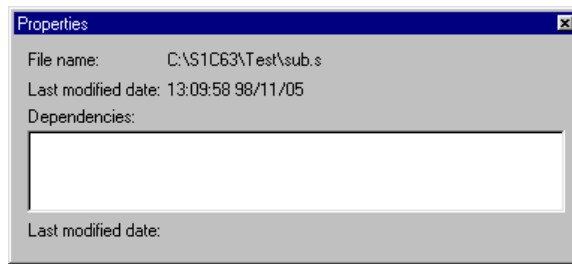 Properties
File name: C:\S1C63\Test\sub.s
Last modified date: 13:09:58 98/11/05
Dependencies:
Last modified date: